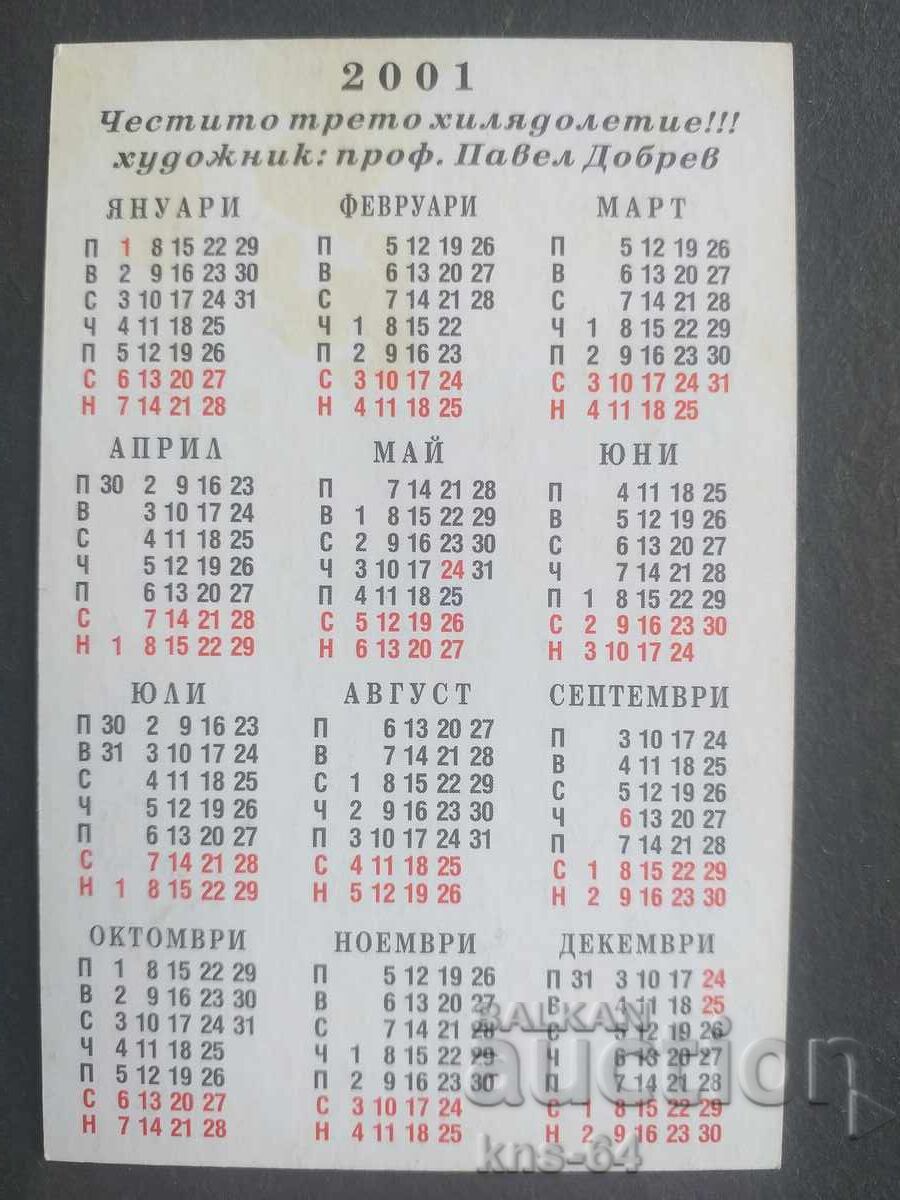 2001
Честито трето хилядолетие!!!
художник: проф. Павел Добрев
ЯНУАРИ
П 1 8 15 22 29
В 2 9 16 23 30
С 3 10 17 24 31
Ч 4 11 18 25
П 5 12 19 26
С 6 13 20 27
Н 7 14 21 28
ФЕВРУАРИ
П 5 12 19 26
В 6 13 20 27
С 7 14 21 28
Ч 1 8 15 22
П 2 9 16 23
С 3 10 17 24
Н 4 11 18 25
МАРТ
П 5 12 19 26
В 6 13 20 27
С 7 14 21 28
Ч 1 8 15 22 29
П 2 9 16 23 30
С 3 10 17 24 31
Н 4 11 18 25
АПРИЛ
П 30 2 9 16 23
В 3 10 17 24
С 4 11 18 25
Ч 5 12 19 26
П 6 13 20 27
С 7 14 21 28
Н 1 8 15 22 29
МАЙ
П 7 14 21 28
В 1 8 15 22 29
С 2 9 16 23 30
Ч 3 10 17 24 31
П 4 11 18 25
С 5 12 19 26
Н 6 13 20 27
ЮНИ
П 4 11 18 25
В 5 12 19 26
С 6 13 20 27
Ч 7 14 21 28
П 1 8 15 22 29
С 2 9 16 23 30
Н 3 10 17 24
ЮЛИ
П 30 2 9 16 23
В 31 3 10 17 24
С 4 11 18 25
Ч 5 12 19 26
П 6 13 20 27
С 7 14 21 28
Н 1 8 15 22 29
АВГУСТ
П 6 13 20 27
В 7 14 21 28
С 1 8 15 22 29
Ч 2 9 16 23 30
П 3 10 17 24 31
С 4 11 18 25
Н 5 12 19 26
СЕПТЕМВРИ
П 3 10 17 24
В 4 11 18 25
С 5 12 19 26
Ч 6 13 20 27
П 7 14 21 28
С 1 8 15 22 29
Н 2 9 16 23 30
ОКТОМВРИ
П 1 8 15 22 29
В 2 9 16 23 30
С 3 10 17 24 31
Ч 4 11 18 25
П 5 12 19 26
С 6 13 20 27
Н 7 14 21 28
НОЕМВРИ
П 5 12 19 26
В 6 13 20 27
С 7 14 21 28
Ч 1 8 15 22 29
П 2 9 16 23 30
С 3 10 17 24
Н 4 11 18 25
ДЕКЕМВРИ
П 31 3 10 17 24
В 4 11 18 25
С 5 12 19 26
Ч 6 13 20 27
П 7 14 21 28
С 1 8 15 22 29
Н 2 9 16 23 30
BALKAN
auction
kns-64